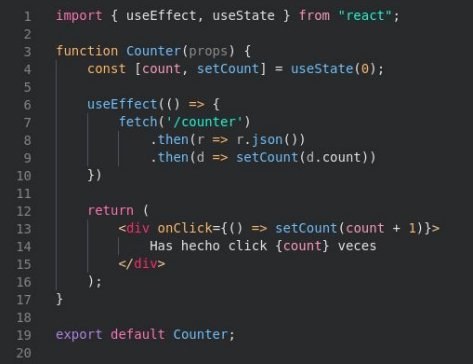 1 import { useEffect, useState } from "react";
2
3 function Counter(props) {
4     const [count, setCount] = useState(0);
5
6     useEffect(() => {
7         fetch('/counter')
8             .then(r => r.json())
9             .then(d => setCount(d.count))
10     })
11
12     return (
13         <div onClick={() => setCount(count + 1)}>
14             Has hecho click {count} veces
15         </div>
16     );
17 }
18
19 export default Counter;
20